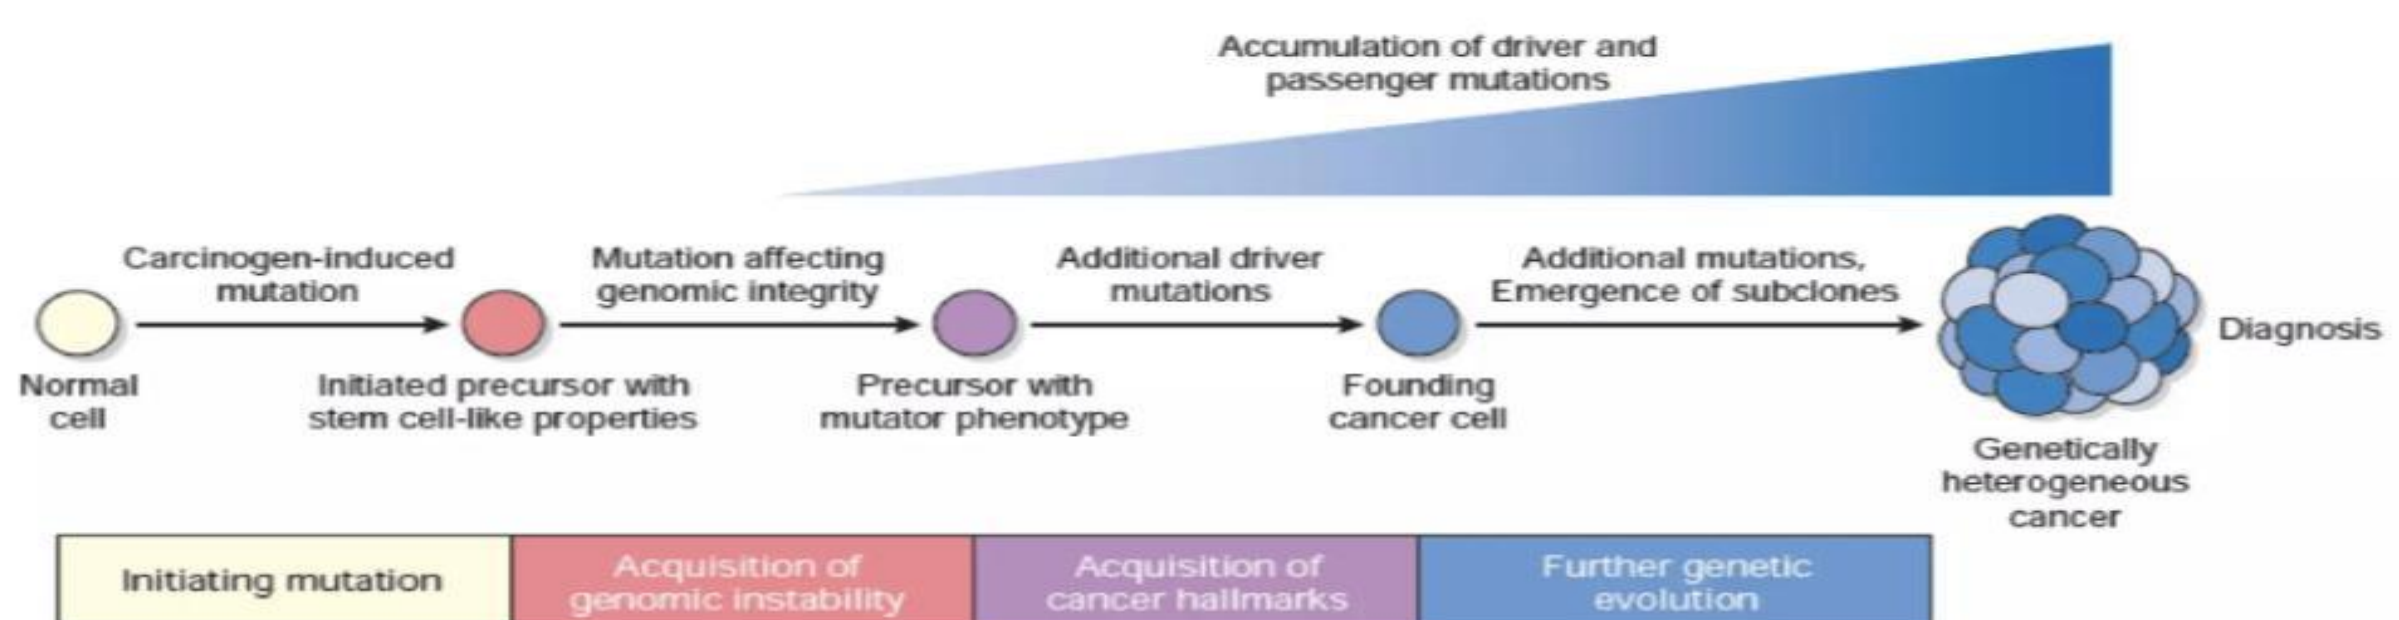 Accumulation of driver and
passenger mutations
Carcinogen-induced
mutation
Mutation affecting
genomic integrity
Additional driver
mutations
Additional mutations,
Emergence of subclones
Normal
cell
Initiated precursor with
stem cell-like properties
Precursor with
mutator phenotype
Founding
cancer cell
Diagnosis
Genetically
heterogeneous
cancer
Initiating mutation
Acquisition of
genomic instability
Acquisition of
cancer hallmarks
Further genetic
evolution